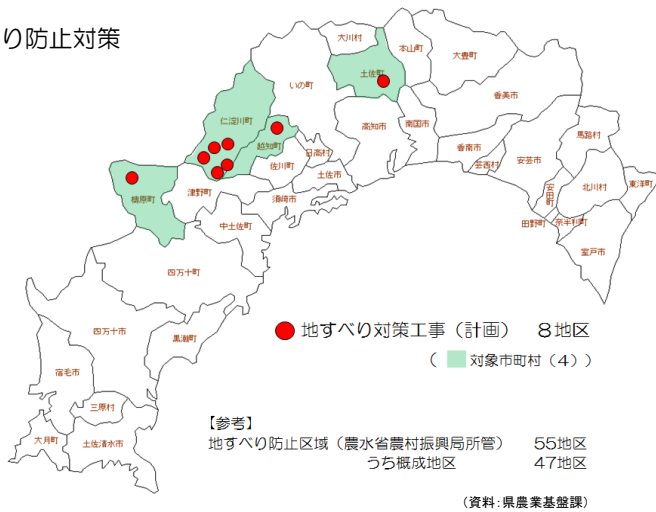 り防止対策
大川村
本山町
大豊町
土佐町
いの町
香美市
仁淀川町
高知市
南国市
馬路村
越知町
日高村
香南市
芸西村
安芸市
佐川町
土佐市
北川村
東洋町
梼原町
津野町
須崎市
安田町
田野町
奈半利町
中土佐町
室戸市
四万十町
四万十市
黒潮町
宿毛市
三原村
大月町
土佐清水市
地すべり対策工事(計画) 8地区
( 対象市町村(4))
【参考】
地すべり防止区域(農水省農村振興局所管) 55地区
うち概成地区 47地区
(資料:県農業基盤課)